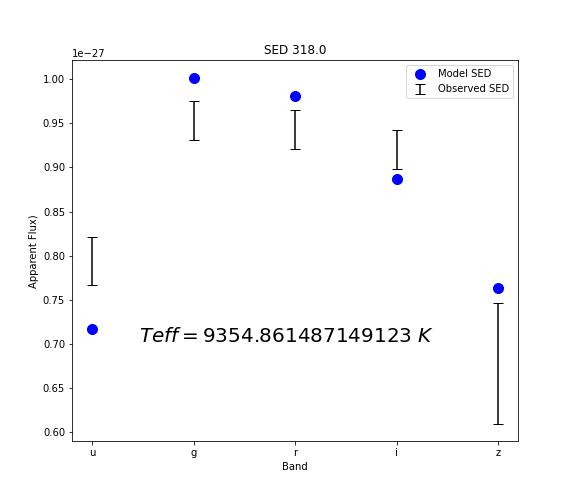 SED 318.0
1e−27
Model SED
Observed SED
1.00
0.95
0.90
0.85
0.80
0.75
0.70
0.65
0.60
Apparent Flux)
Teff = 9354.861487149123 K
u g r i z
Band